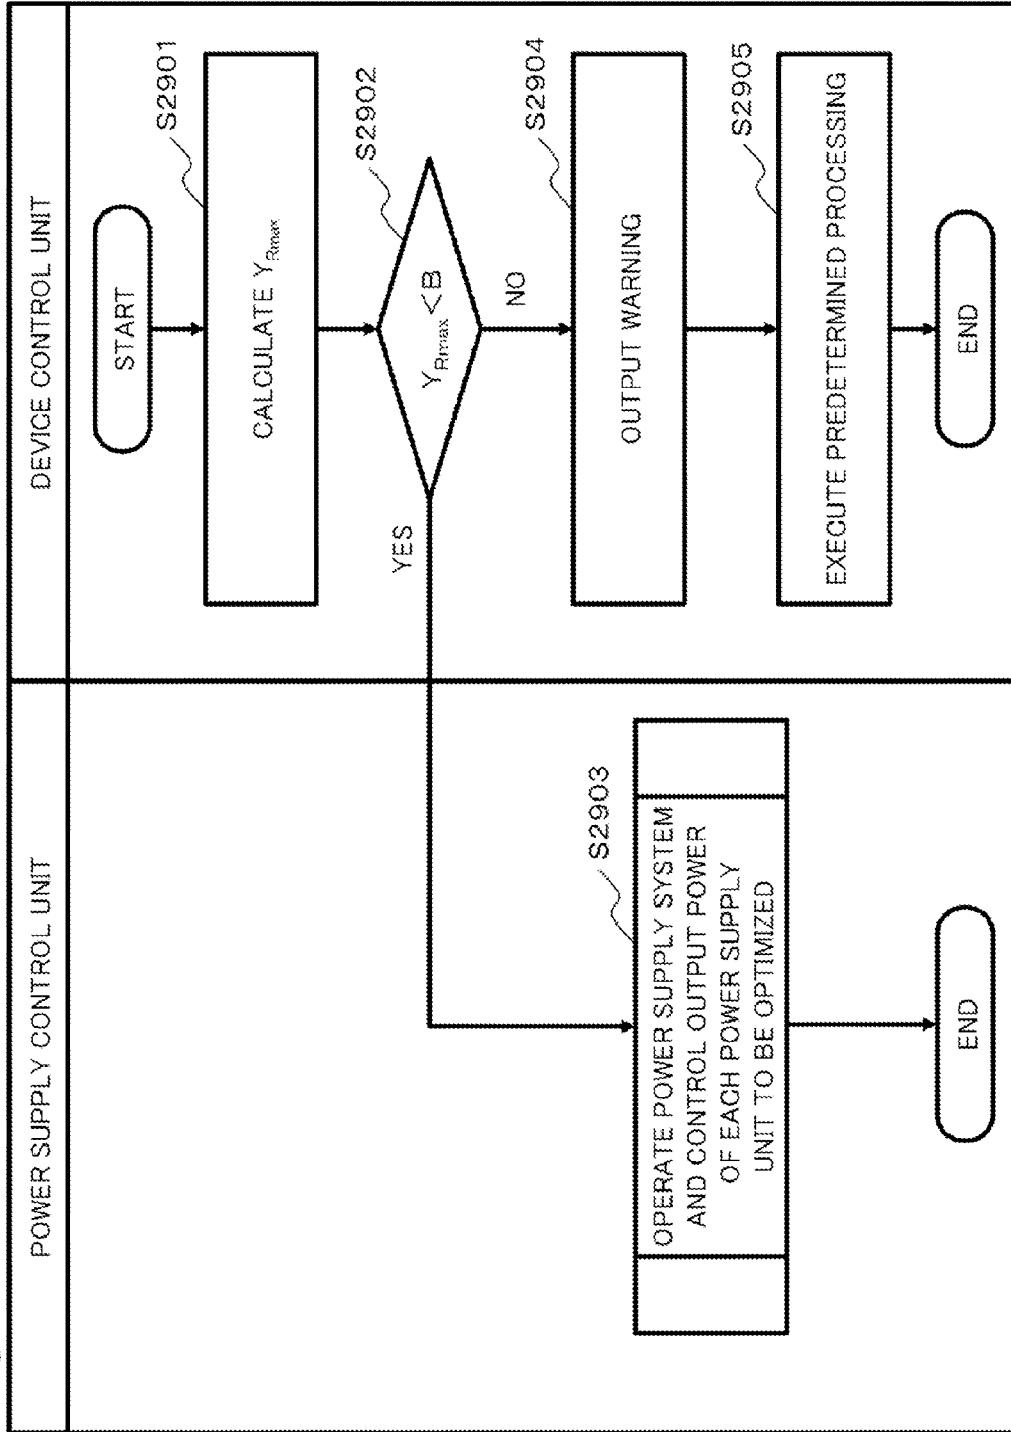 POWER SUPPLY CONTROL UNIT
DEVICE CONTROL UNIT
START
S2901
CALCULATE Y_Rmax
S2902
Y_Rmax < B
YES
NO
S2903
OPERATE POWER SUPPLY SYSTEM
AND CONTROL OUTPUT POWER
OF EACH POWER SUPPLY
UNIT TO BE OPTIMIZED
END
S2904
OUTPUT WARNING
S2905
EXECUTE PREDETERMINED PROCESSING
END